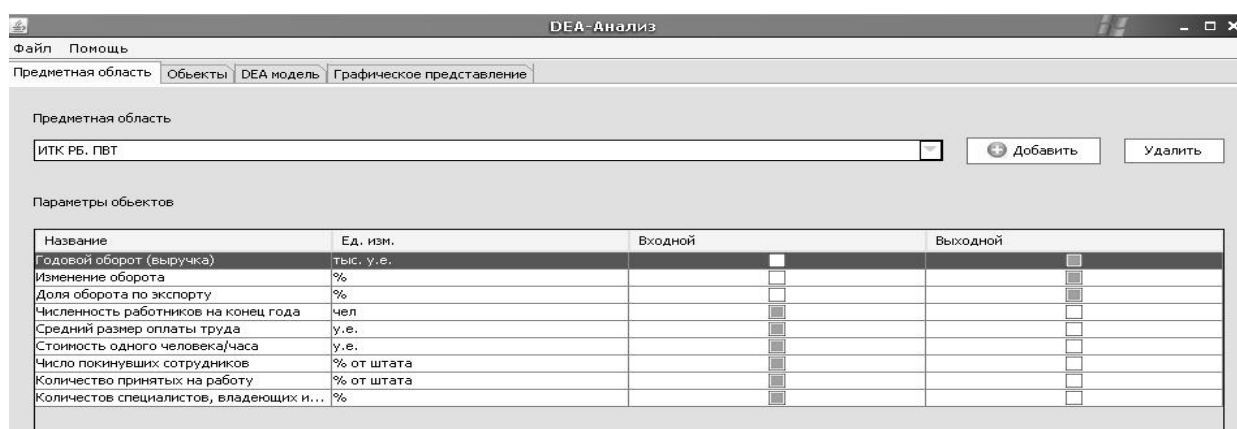 DEA-Анализ
Файл Помощь
Предметная область Обьекты DEA модель Графическое представление
Предметная область
ИТК РБ. ПВТ Добавить Удалить
Параметры обьектов
Название Ед. изм. Входной Выходной
Годовой оборот (выручка) тыс. у.е.
Изменение оборота %
Доля оборота по экспорту %
Численность работников на конец года чел
Средний размер оплаты труда у.е.
Стоимость одного человека/часа у.е.
Число покинувших сотрудников % от штата
Количество принятых на работу % от штата
Количестов специалистов, владеющих и... %